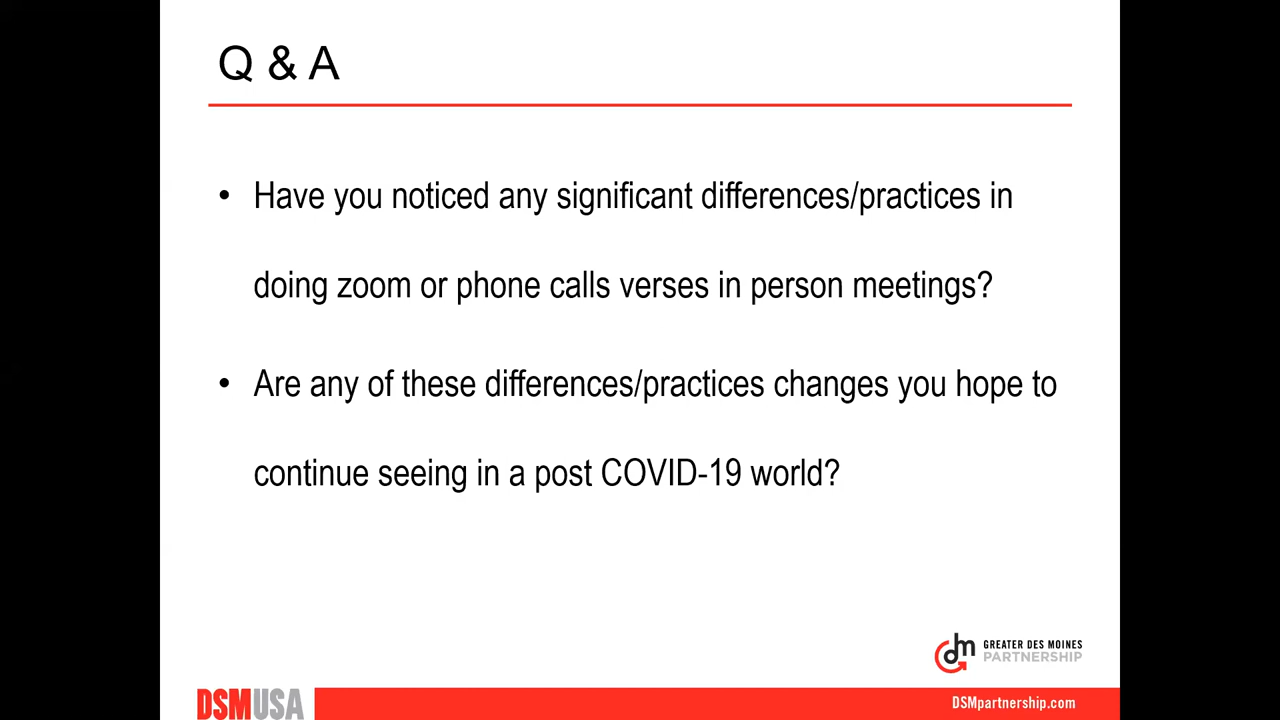 Q & A
• Have you noticed any significant differences/practices in
doing zoom or phone calls verses in person meetings?
• Are any of these differences/practices changes you hope to
continue seeing in a post COVID-19 world?
dm
GREATER DES MOINES
PARTNERSHIP
DSMUSA
DSMpartnership.com